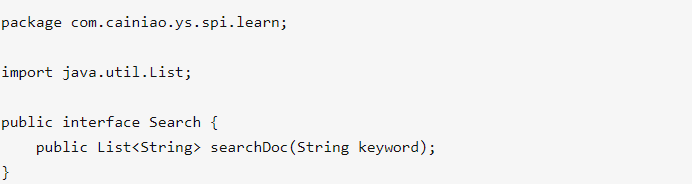 package com.cainiao.ys.spi.learn;
import java.util.List;
public interface Search {
    public List<String> searchDoc(String keyword);
}